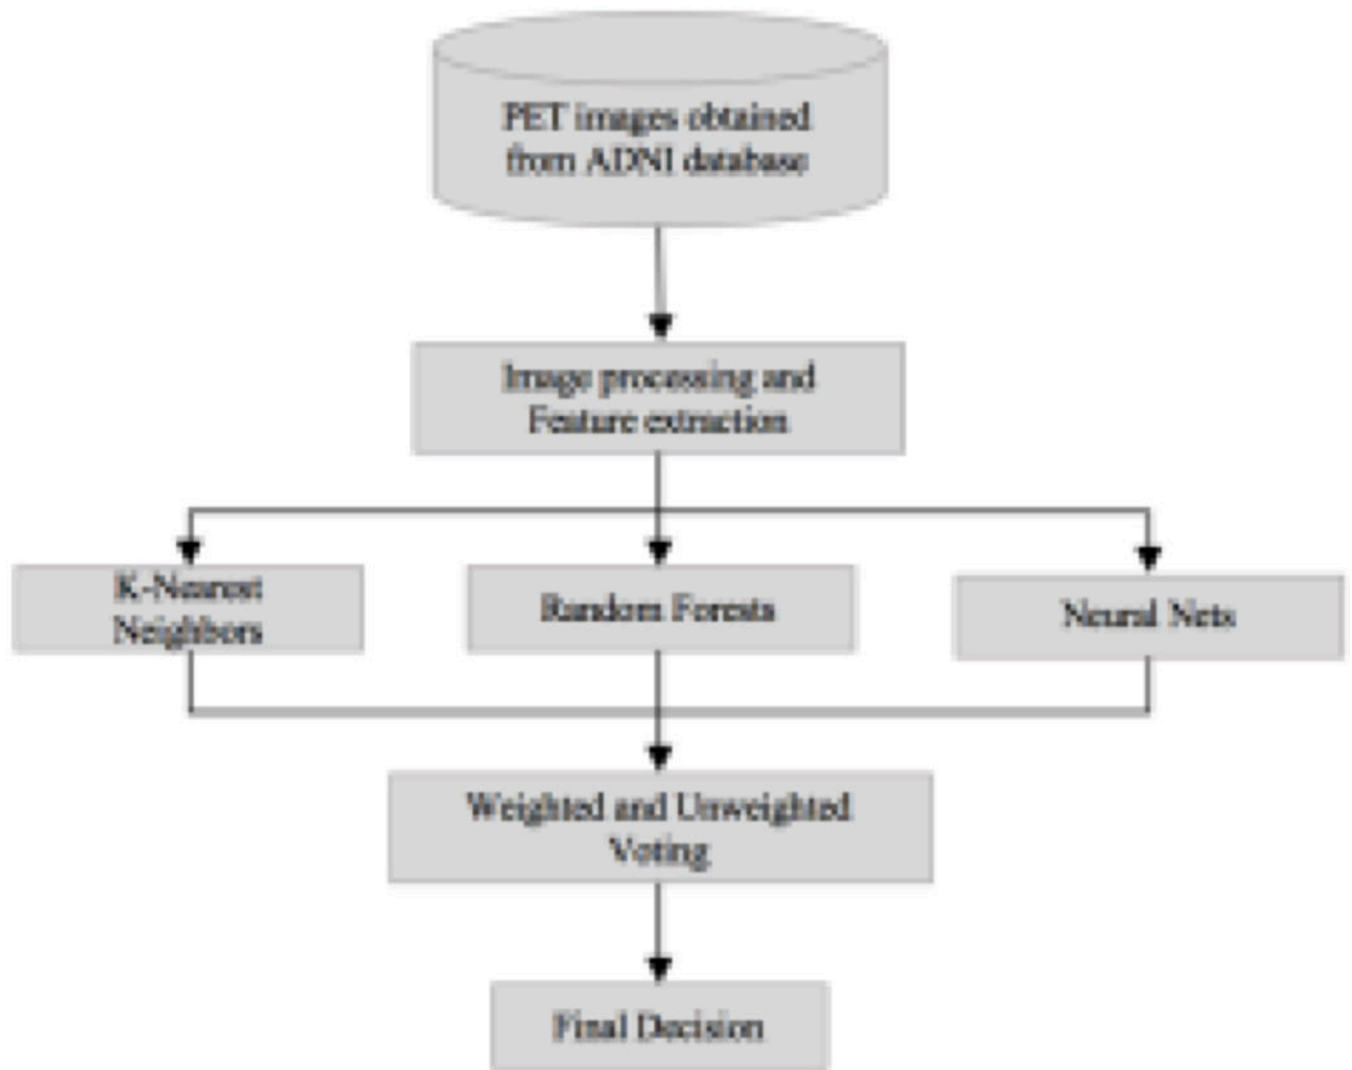 PET images obtained
from ADNI database
Image processing and
Feature extraction
K-Nearest
Neighbors
Random Forests
Neural Nets
Weighted and Unweighted
Voting
Final Decision